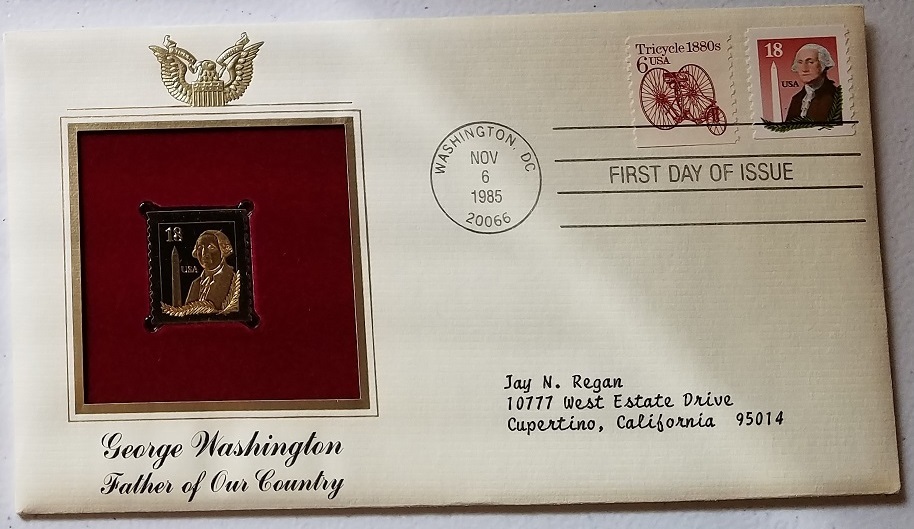 Tricycle 1880s
6 USA
18
USA
WASHINGTON, DC
NOV
6
1985
20066
FIRST DAY OF ISSUE
18
USA
Jay N. Regan
10777 West Estate Drive
Cupertino, California 95014
George Washington
Father of Our Country